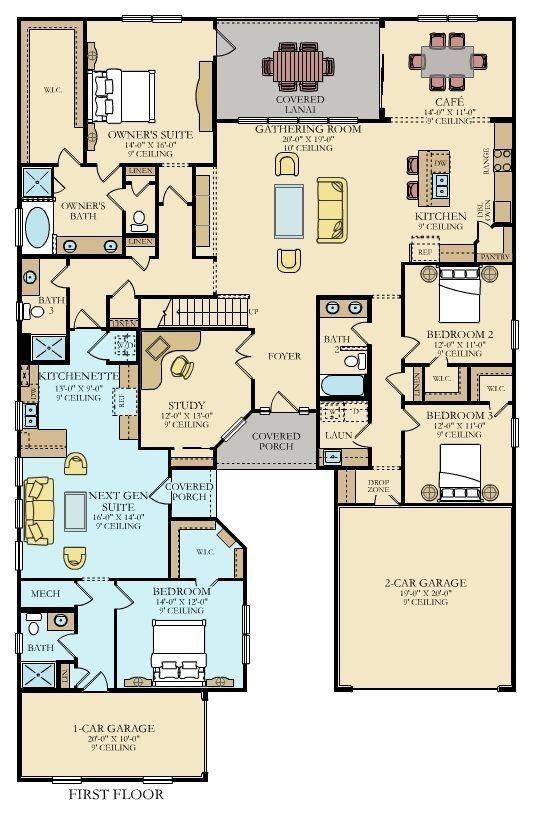 W.I.C.
OWNER'S SUITE
14'-0" X 16'-0"
9' CEILING
COVERED
LANAI
CAFÉ
14'-0" X 11'-0"
9' CEILING
GATHERING ROOM
20'-0" X 19'-0"
10' CEILING
RANGE
DW
DBL
OVEN
KITCHEN
9' CEILING
REF
PANTRY
LINEN
OWNER'S
BATH
LINEN
BATH
3
LINEN
UP
W/D
KITCHENETTE
13'-0" X 9'-0"
9' CEILING
DW
REF
STUDY
12'-0" X 13'-0"
9' CEILING
FOYER
BATH
2
BEDROOM 2
12'-0" X 11'-0"
9' CEILING
LINEN
W.I.C.
W.I.C.
BEDROOM 3
12'-0" X 11'-0"
9' CEILING
W
D
LAUN
COVERED
PORCH
DROP
ZONE
NEXT GEN
SUITE
16'-0" X 14'-0"
9' CEILING
COVERED
PORCH
W.I.C.
MECH
BEDROOM
14'-0" X 12'-0"
9' CEILING
BATH
LIN
2-CAR GARAGE
19'-0" X 20'-0"
9' CEILING
1-CAR GARAGE
20'-0" X 10'-0"
9' CEILING
FIRST FLOOR